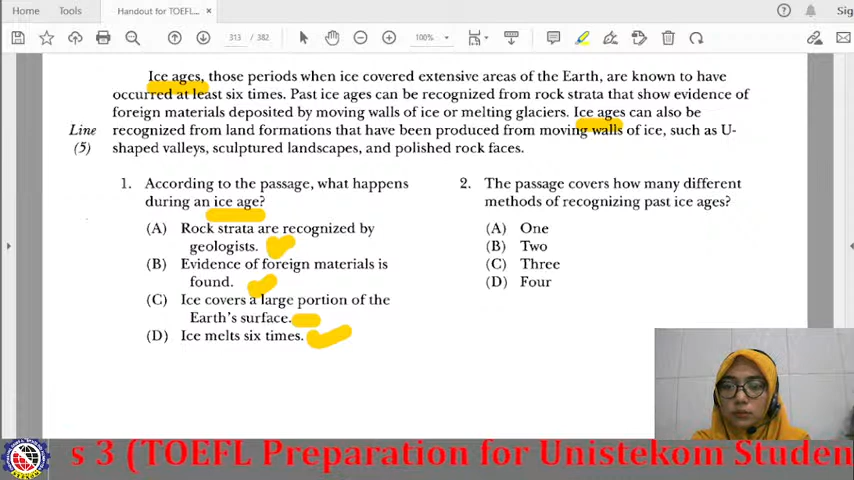 Home Tools Handout for TOEFL... × Sig
313 / 382 100%
Ice ages, those periods when ice covered extensive areas of the Earth, are known to have
occurred at least six times. Past ice ages can be recognized from rock strata that show evidence of
foreign materials deposited by moving walls of ice or melting glaciers. Ice ages can also be
Line recognized from land formations that have been produced from moving walls of ice, such as U-
(5) shaped valleys, sculptured landscapes, and polished rock faces.
1. According to the passage, what happens
during an ice age?
(A) Rock strata are recognized by
geologists.
(B) Evidence of foreign materials is
found.
(C) Ice covers a large portion of the
Earth's surface.
(D) Ice melts six times.
2. The passage covers how many different
methods of recognizing past ice ages?
(A) One
(B) Two
(C) Three
(D) Four
s 3 (TOEFL Preparation for Unistekom Studen